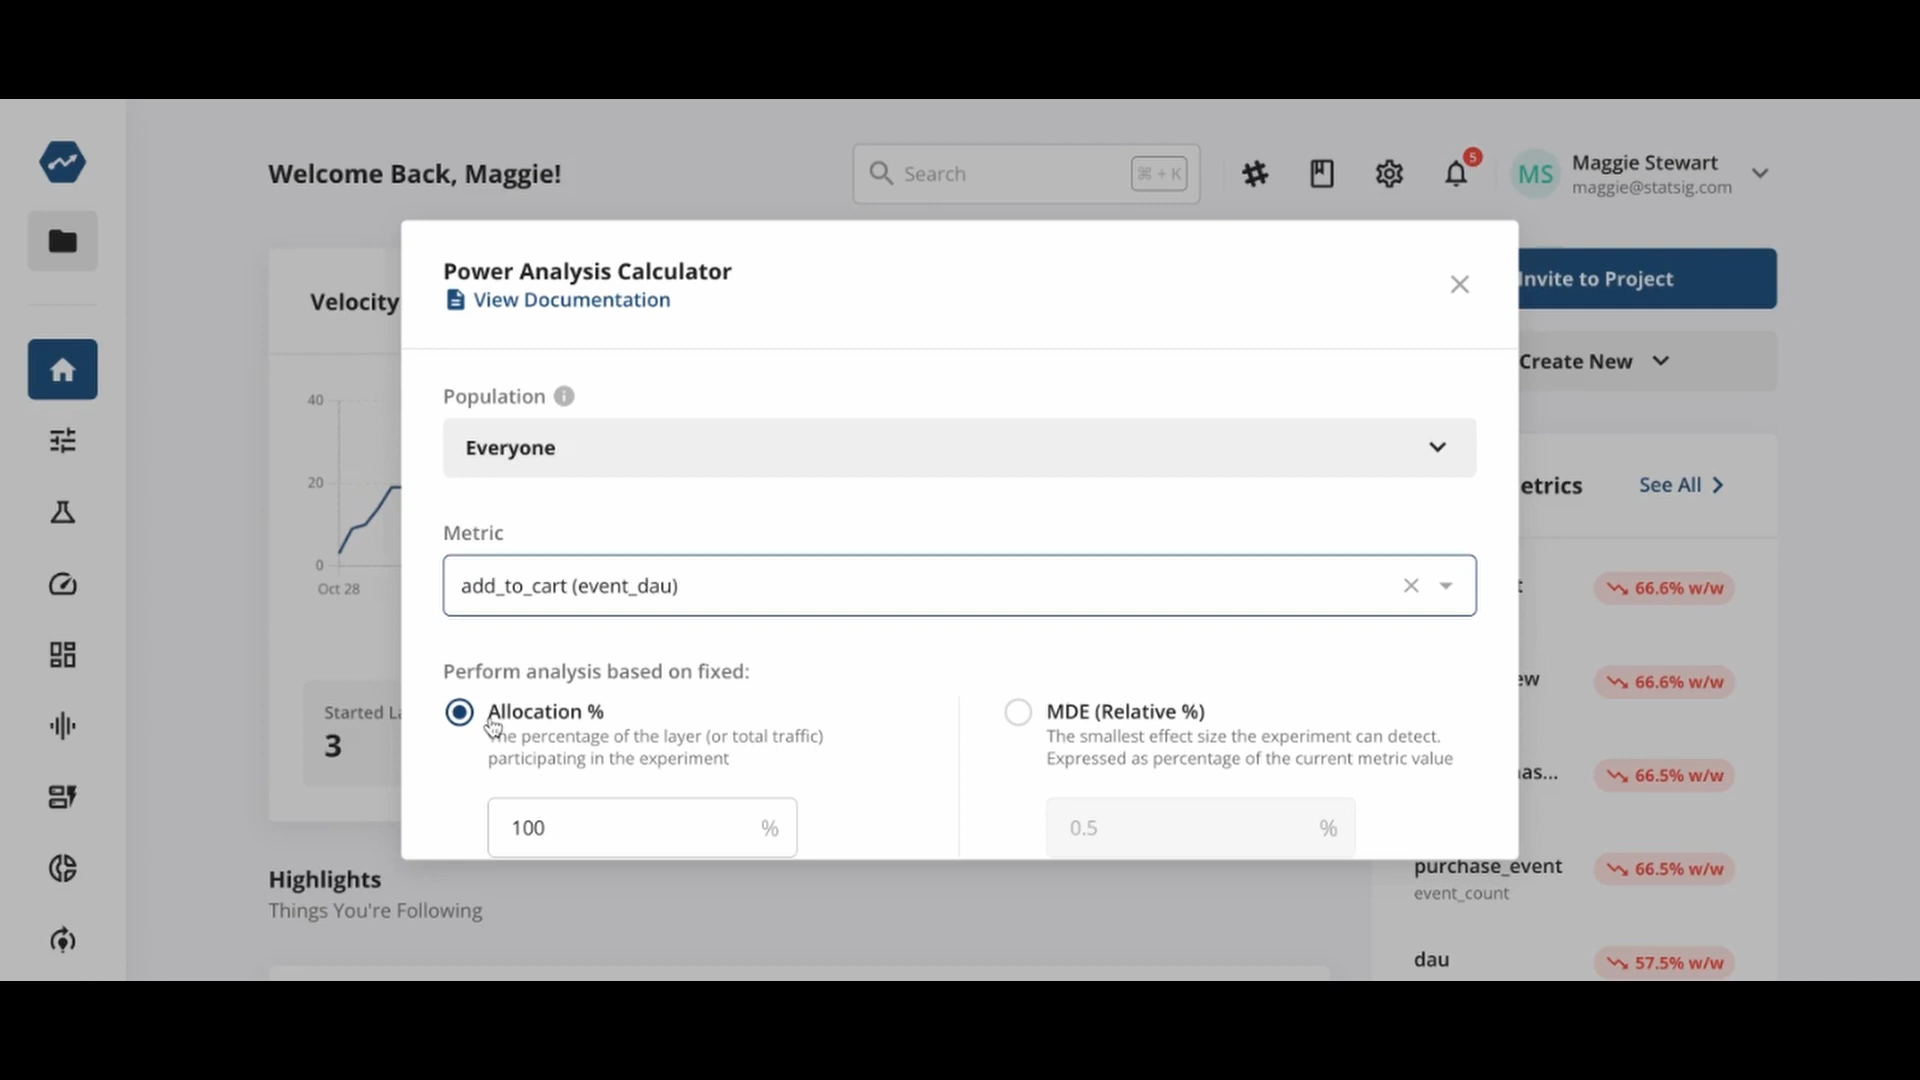 Welcome Back, Maggie!
Search
⌘ + K
5
MS
Maggie Stewart
maggie@statsig.com
Power Analysis Calculator
View Documentation
Invite to Project
Create New
Velocity
40
20
0
Oct 28
Population
Everyone
Metric
add_to_cart (event_dau)
Perform analysis based on fixed:
Allocation %
The percentage of the layer (or total traffic)
participating in the experiment
100 %
MDE (Relative %)
The smallest effect size the experiment can detect.
Expressed as percentage of the current metric value
0.5 %
etrics
See All
t
66.6% w/w
ew
66.6% w/w
as...
66.5% w/w
purchase_event
event_count
66.5% w/w
dau
57.5% w/w
Started La
3
Highlights
Things You're Following